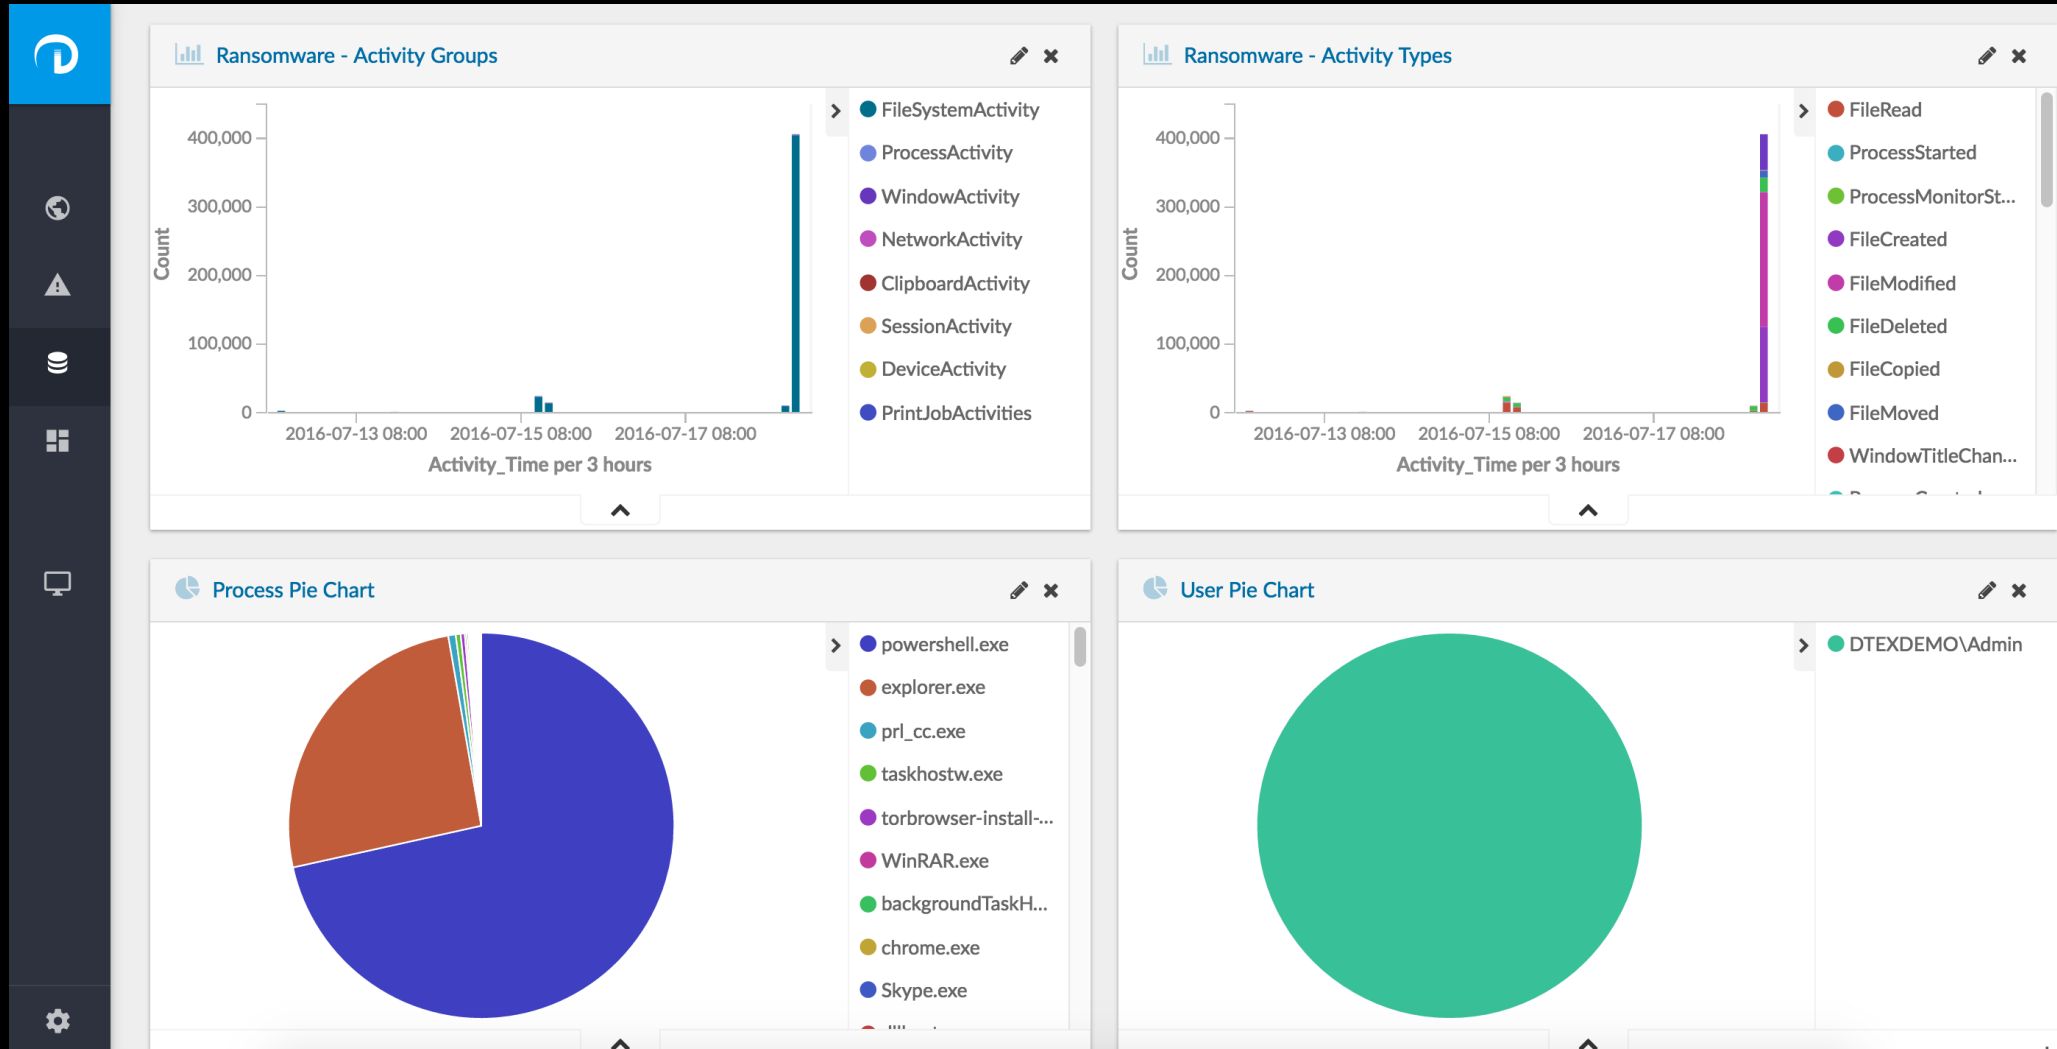 Ransomware - Activity Groups
400,000
300,000
200,000
100,000
0
Count
2016-07-13 08:00
2016-07-15 08:00
2016-07-17 08:00
Activity_Time per 3 hours
FileSystemActivity
ProcessActivity
WindowActivity
NetworkActivity
ClipboardActivity
SessionActivity
DeviceActivity
PrintJobActivities
Ransomware - Activity Types
400,000
300,000
200,000
100,000
0
Count
2016-07-13 08:00
2016-07-15 08:00
2016-07-17 08:00
Activity_Time per 3 hours
FileRead
ProcessStarted
ProcessMonitorSt...
FileCreated
FileModified
FileDeleted
FileCopied
FileMoved
WindowTitleChan...
Process Pie Chart
powershell.exe
explorer.exe
prl_cc.exe
taskhostw.exe
torbrowser-install-...
WinRAR.exe
backgroundTaskH...
chrome.exe
Skype.exe
User Pie Chart
DTEXDEMO\Admin